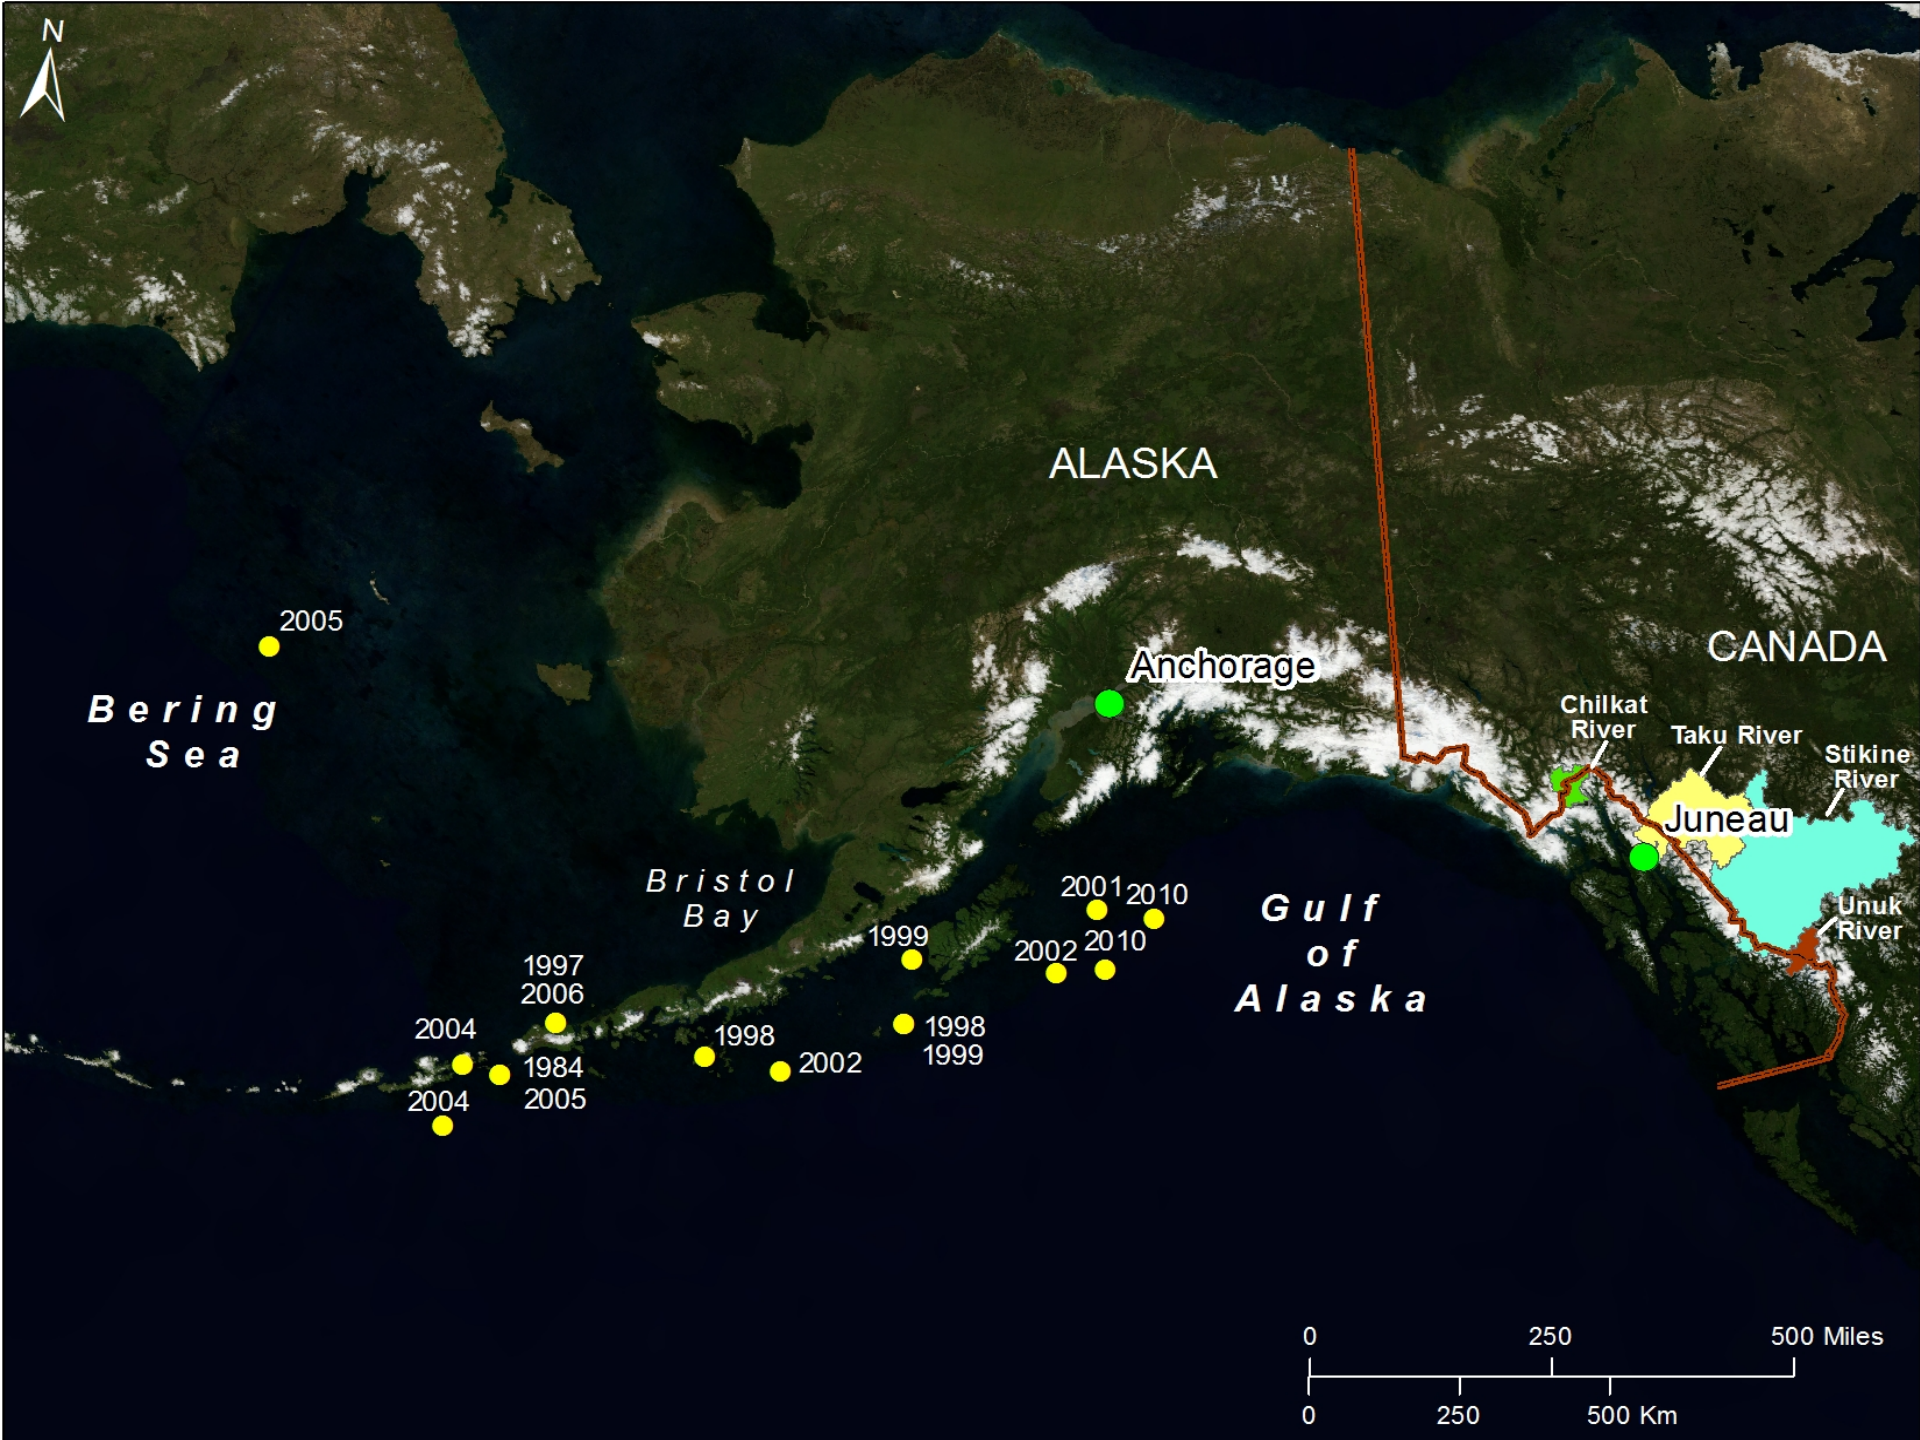 N
ALASKA
2005
CANADA
Anchorage
Bering
Sea
Chilkat
River
Taku River
Stikine
River
Juneau
Bristol
Bay
2001
2010
Gulf
of
Alaska
Unuk
River
1999
2002
2010
1997
2006
2004
1998
1998
1999
2002
1984
2005
2004
0 250 500 Miles
0 250 500 Km